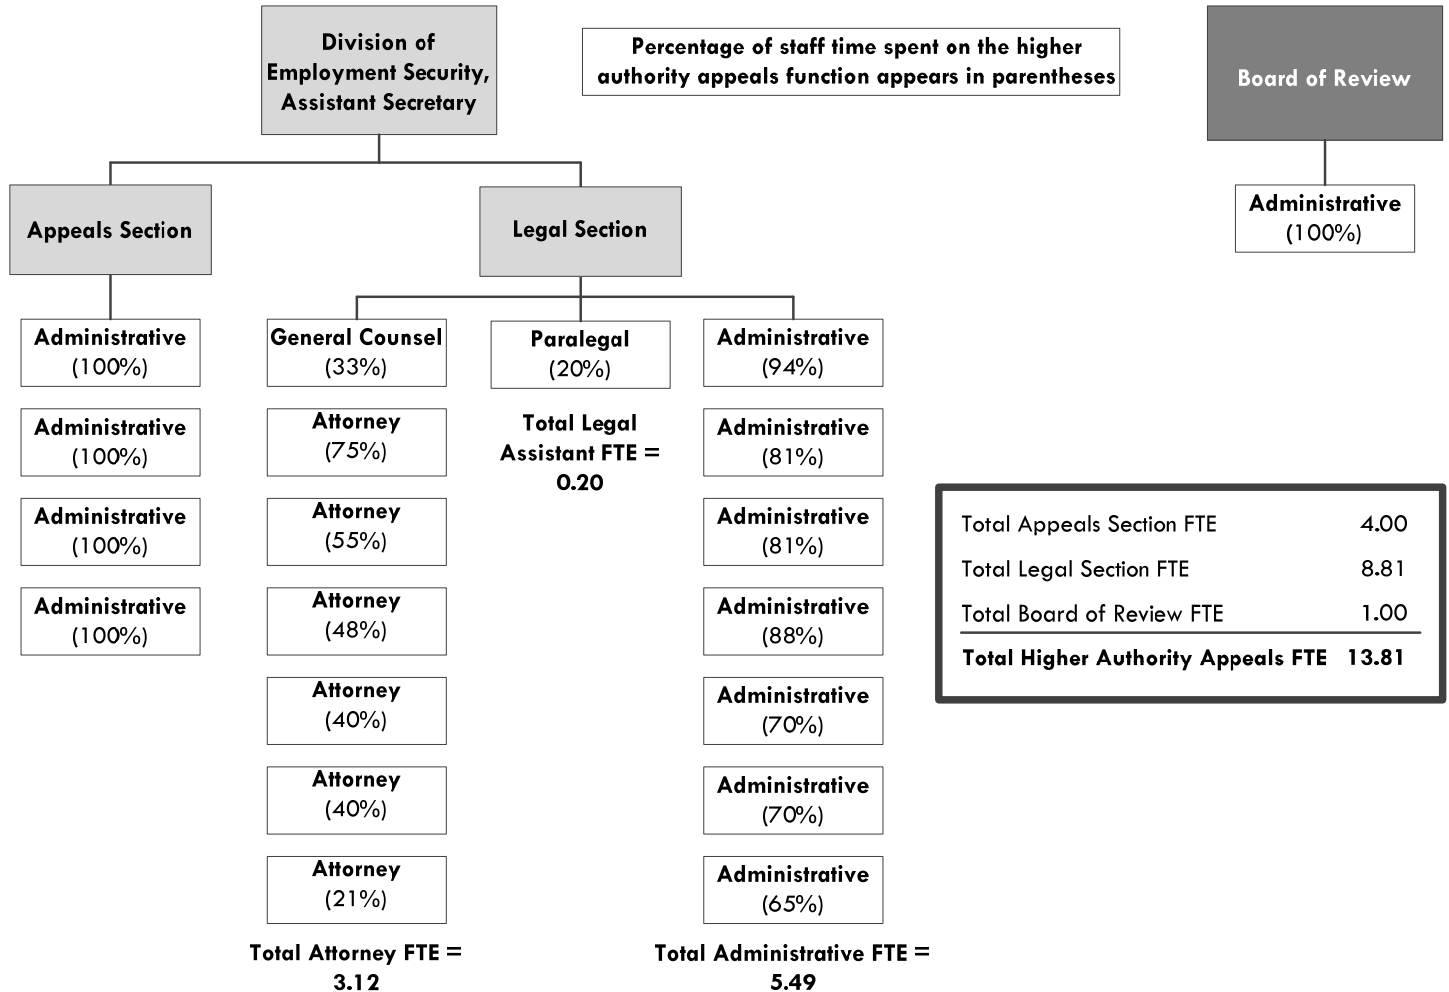 Division of
Employment Security,
Assistant Secretary
Percentage of staff time spent on the higher
authority appeals function appears in parentheses
Board of Review
Administrative
(100%)
Appeals Section
Legal Section
Administrative
(100%)
Administrative
(100%)
Administrative
(100%)
Administrative
(100%)
General Counsel
(33%)
Attorney
(75%)
Attorney
(55%)
Attorney
(48%)
Attorney
(40%)
Attorney
(40%)
Attorney
(21%)
Total Attorney FTE =
3.12
Paralegal
(20%)
Total Legal
Assistant FTE =
0.20
Administrative
(94%)
Administrative
(81%)
Administrative
(81%)
Administrative
(88%)
Administrative
(70%)
Administrative
(70%)
Administrative
(65%)
Total Administrative FTE =
5.49
Total Appeals Section FTE 4.00
Total Legal Section FTE 8.81
Total Board of Review FTE 1.00
Total Higher Authority Appeals FTE 13.81